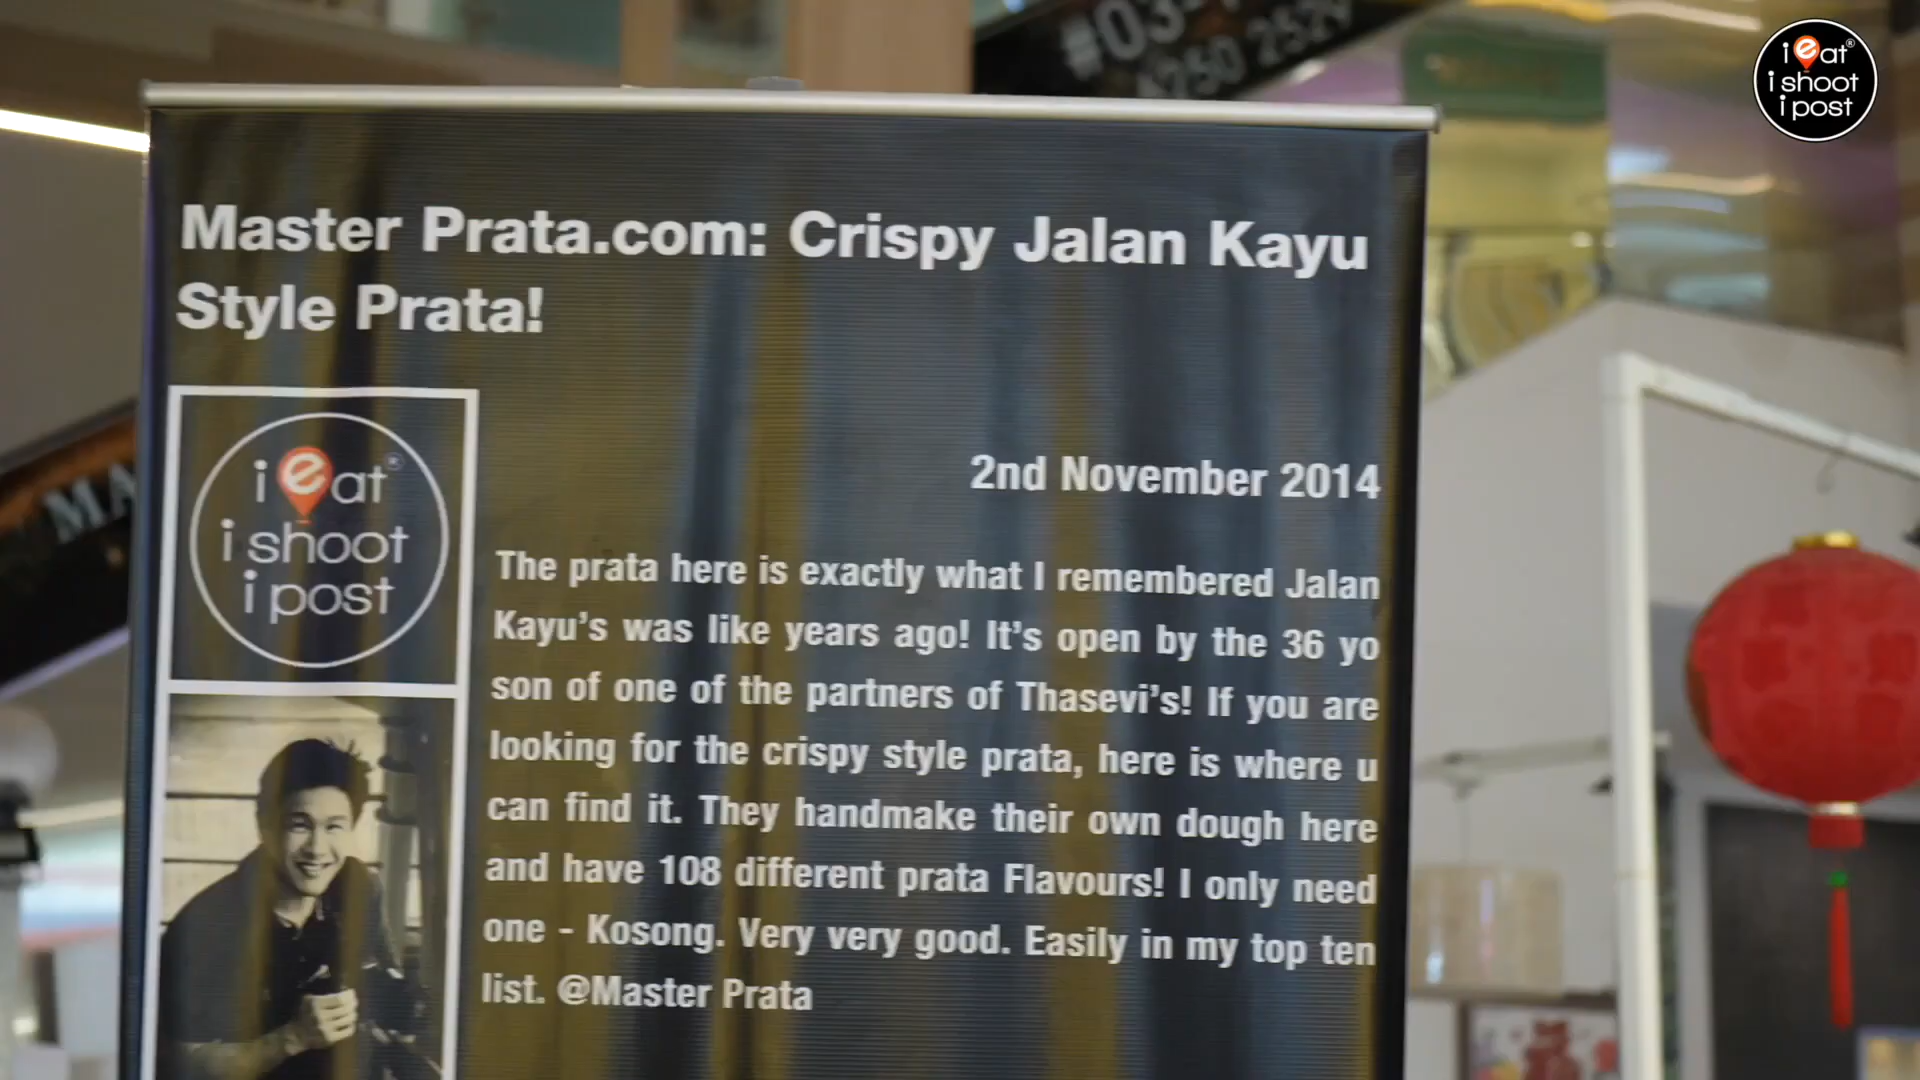 #03-
6250 2529
i eat®
i shoot
i post
Master Prata.com: Crispy Jalan Kayu
Style Prata!
i eat®
i shoot
i post
MA
2nd November 2014
The prata here is exactly what I remembered Jalan
Kayu's was like years ago! It's open by the 36 yo
son of one of the partners of Thasevi's! If you are
looking for the crispy style prata, here is where u
can find it. They handmake their own dough here
and have 108 different prata Flavours! I only need
one - Kosong. Very very good. Easily in my top ten
list. @Master Prata